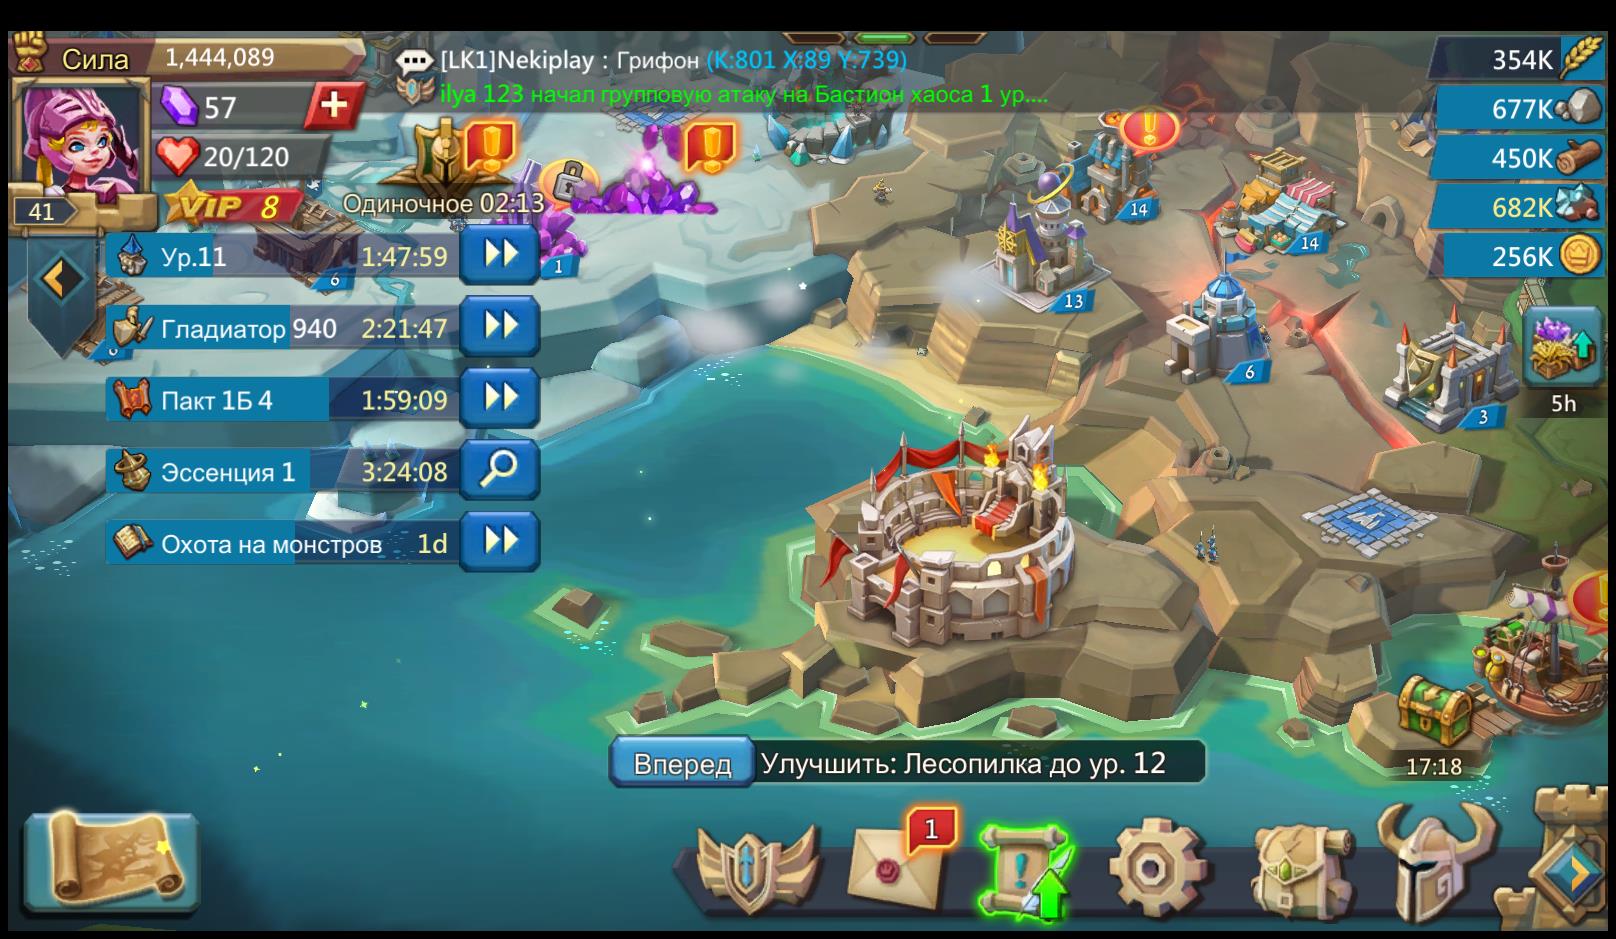 Сила 1,444,089
[LK1]Nekiplay : Грифон (K:801 X:89 Y:739)
ilya 123 начал групповую атаку на Бастион хаоса 1 ур....
57
20/120
41
VIP 8
Одиночное 02:13
Ур.11 1:47:59
Гладиатор 940 2:21:47
Пакт 1Б 4 1:59:09
Эссенция 1 3:24:08
Охота на монстров 1d
354K
677K
450K
682K
256K
5h
14
14
13
6
3
1
6
17:18
Вперед Улучшить: Лесопилка до ур. 12
1